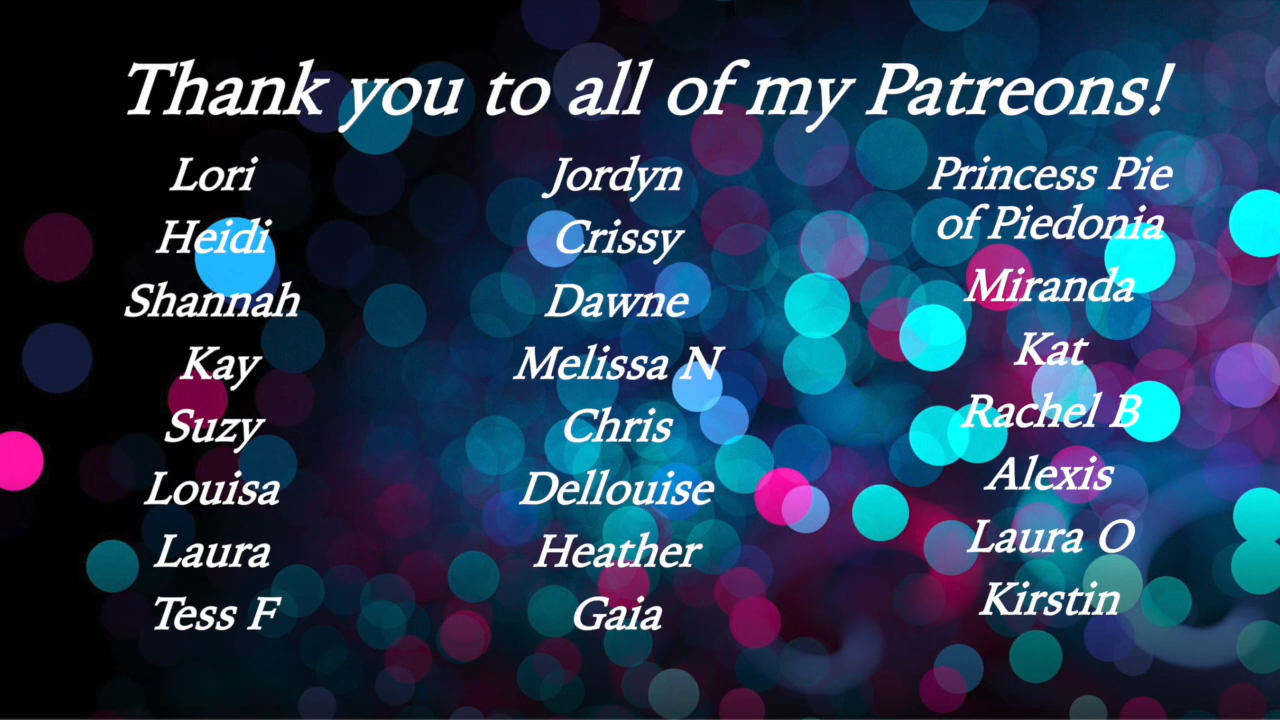 Thank you to all of my Patreons!
Lori
Heidi
Shannah
Kay
Suzy
Louisa
Laura
Tess F
Jordyn
Crissy
Dawne
Melissa N
Chris
Dellouise
Heather
Gaia
Princess Pie
of Piedonia
Miranda
Kat
Rachel B
Alexis
Laura O
Kirstin